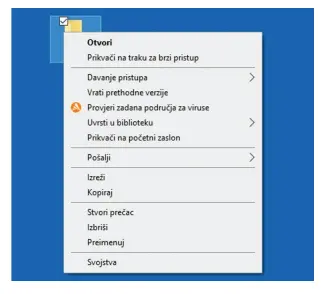 Otvori
Prikvači na traku za brzi pristup
Davanje pristupa
Vrati prethodne verzije
Provjeri zadana područja za viruse
Uvrsti u biblioteku
Prikvači na početni zaslon
Pošalji
Izreži
Kopiraj
Stvori prečac
Izbriši
Preimenuj
Svojstva